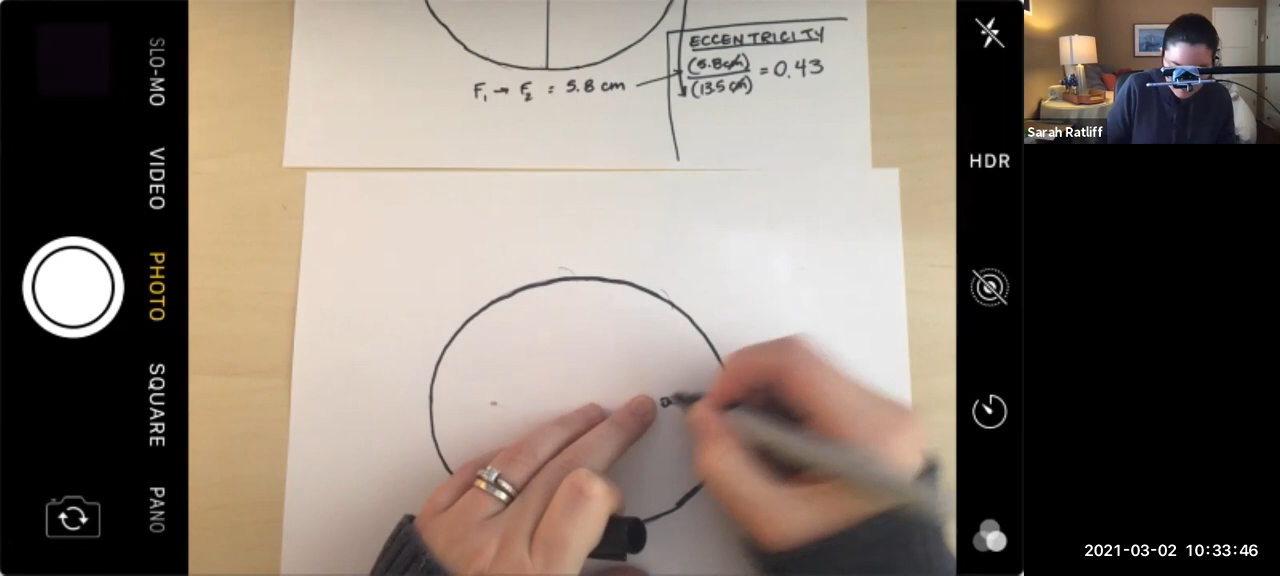 SLO-MO
VIDEO
PHOTO
SQUARE
PANO
ECCENTRICITY
(5.8cm)
(13.5 cm)
= 0.43
F₁ → F₂ = 5.8 cm
HDR
Sarah Ratliff
2021-03-02 10:33:46